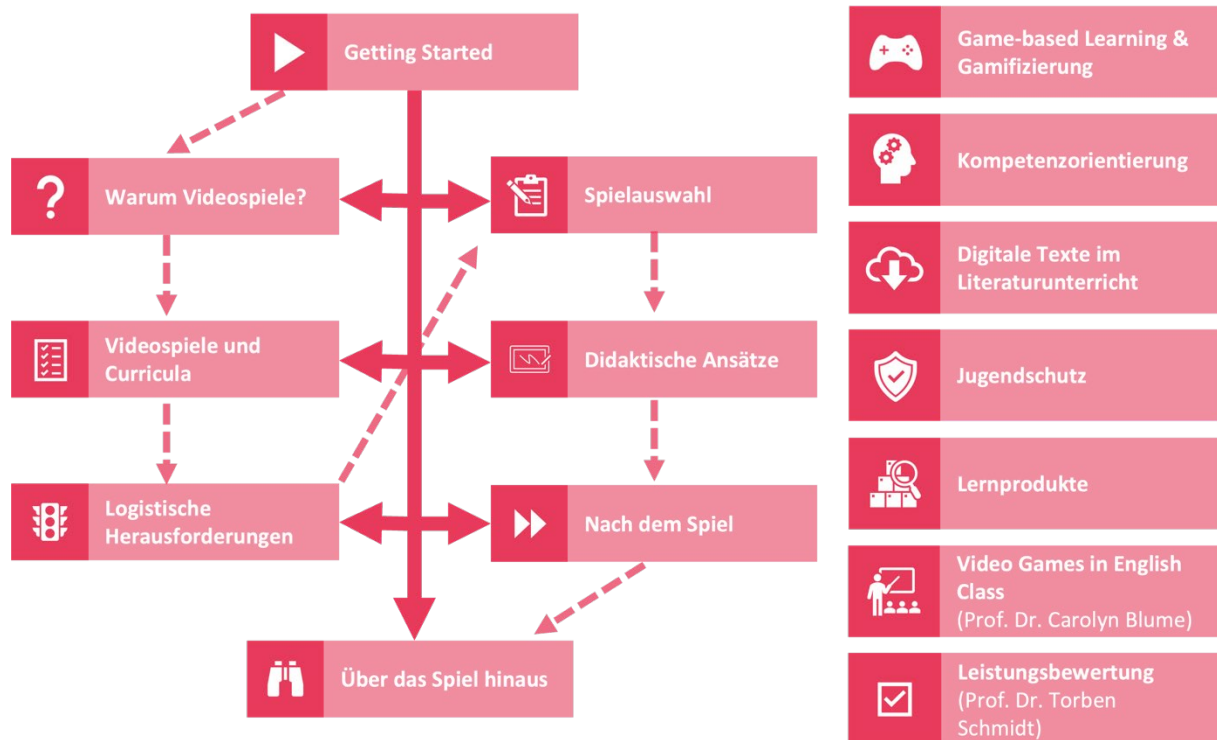 Getting Started
Warum Videospiele?
Spielauswahl
Videospiele und
Curricula
Didaktische Ansätze
Logistische
Herausforderungen
Nach dem Spiel
Über das Spiel hinaus
Game-based Learning &
Gamifizierung
Kompetenzorientierung
Digitale Texte im
Literaturunterricht
Jugendschutz
Lernprodukte
Video Games in English
Class
(Prof. Dr. Carolyn Blume)
Leistungsbewertung
(Prof. Dr. Torben
Schmidt)